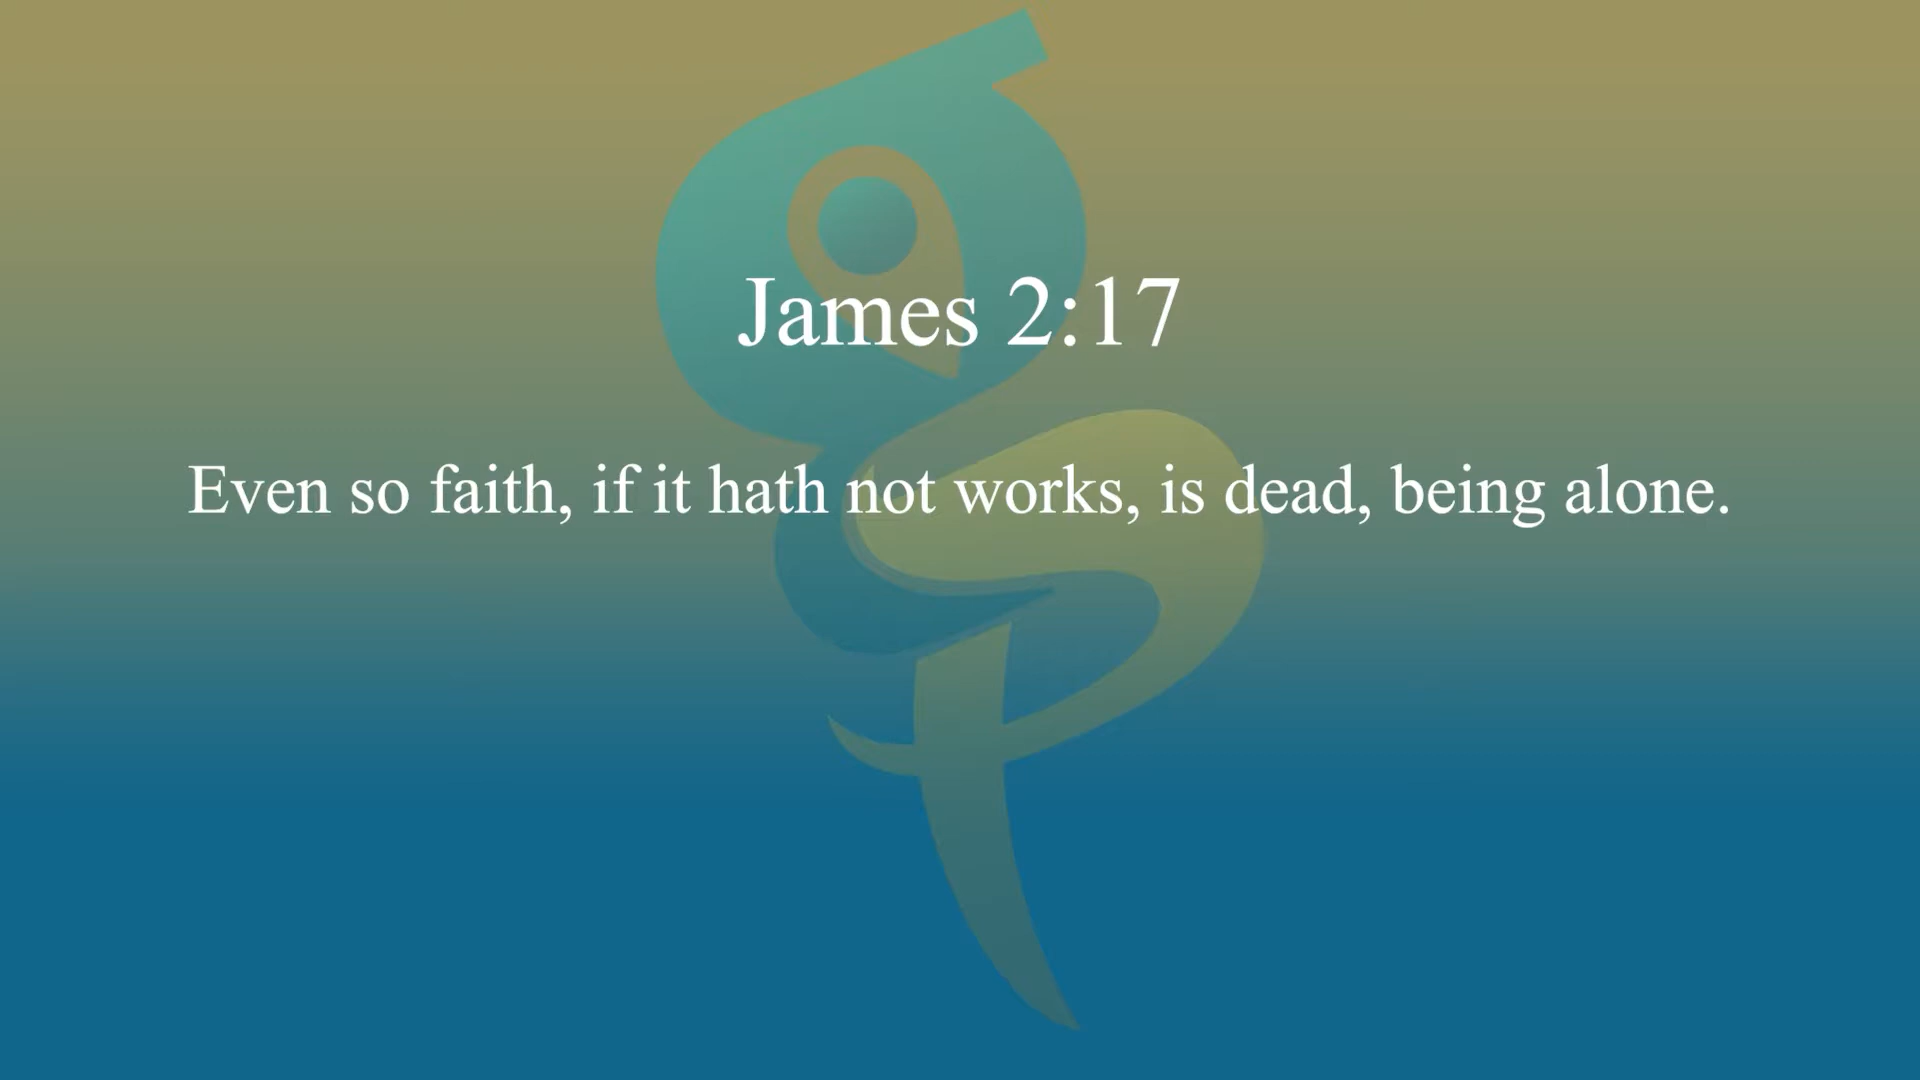 James 2:17
Even so faith, if it hath not works, is dead, being alone.